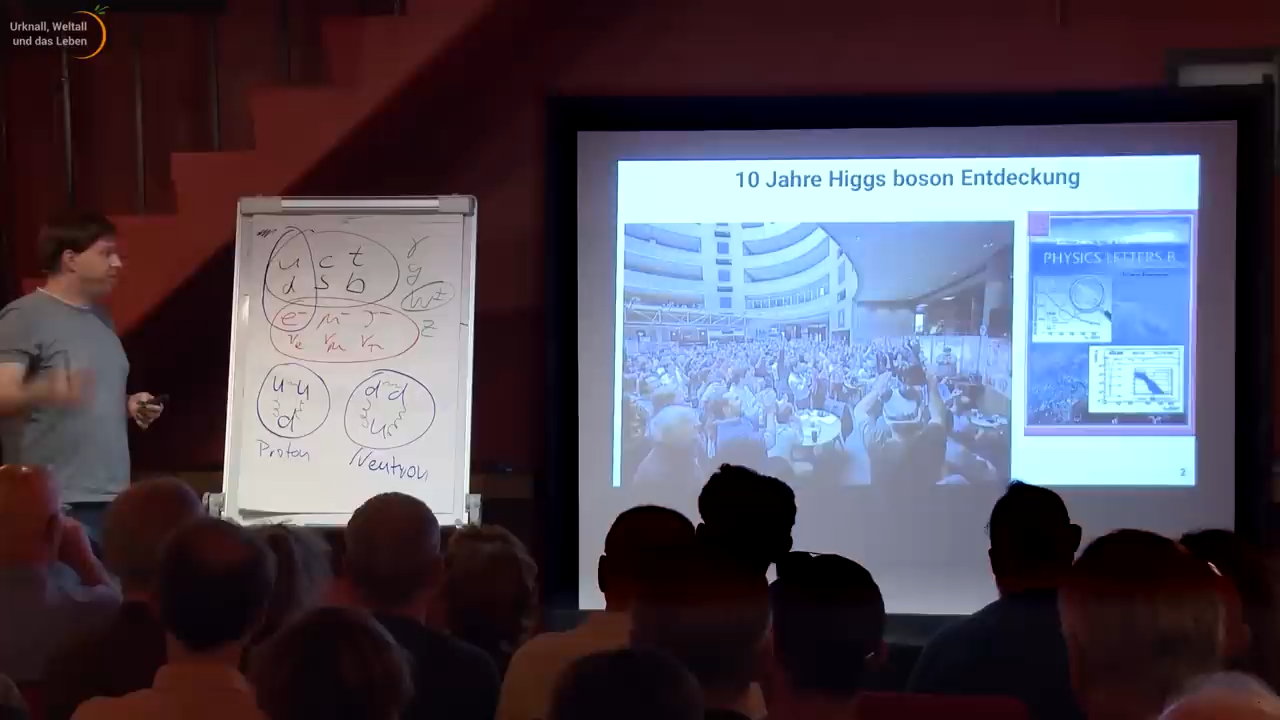 Urknall, Weltall
und das Leben
10 Jahre Higgs boson Entdeckung
PHYSICS LETTERS B
2
u c t γ
d s b g
W±
e⁻ μ⁻ τ⁻ Z
νe νμ ντ
u u
d
Proton
d d
u
Neutron